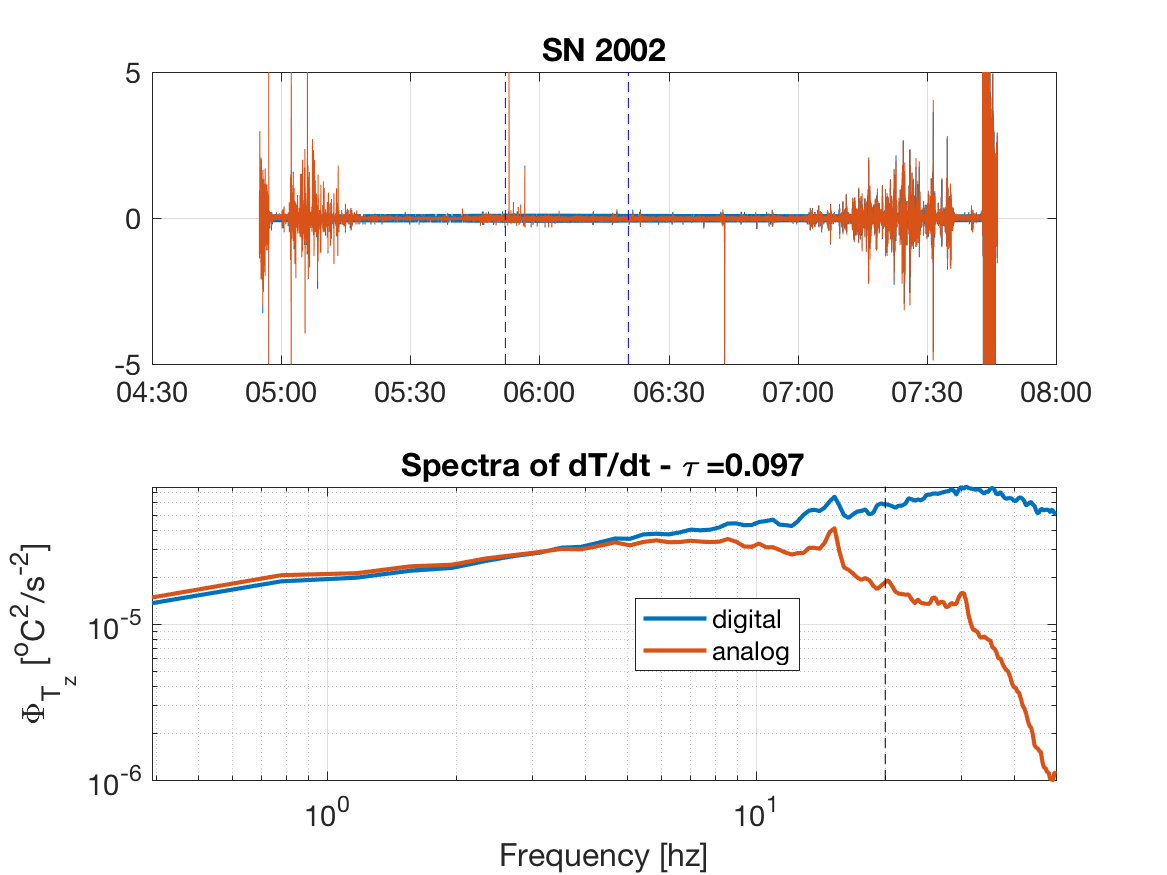 SN 2002
5
0
-5
04:30 05:00 05:30 06:00 06:30 07:00 07:30 08:00
Spectra of dT/dt - τ =0.097
Φ_{T_z} [°C²/s⁻²]
10⁻⁵
10⁻⁶
digital
analog
10⁰ 10¹
Frequency [hz]